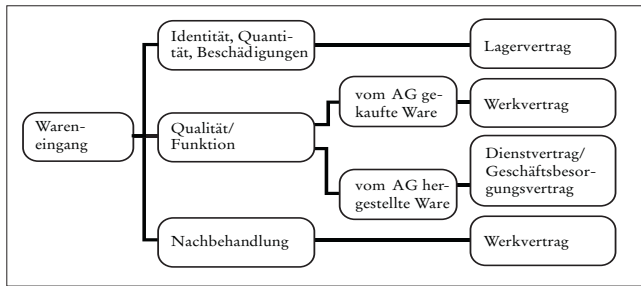 Waren-
eingang
Identität, Quanti-
tät, Beschädigungen
Lagervertrag
Qualität/
Funktion
vom AG ge-
kaufte Ware
Werkvertrag
vom AG her-
gestellte Ware
Dienstvertrag/
Geschäftsbesor-
gungsvertrag
Nachbehandlung
Werkvertrag